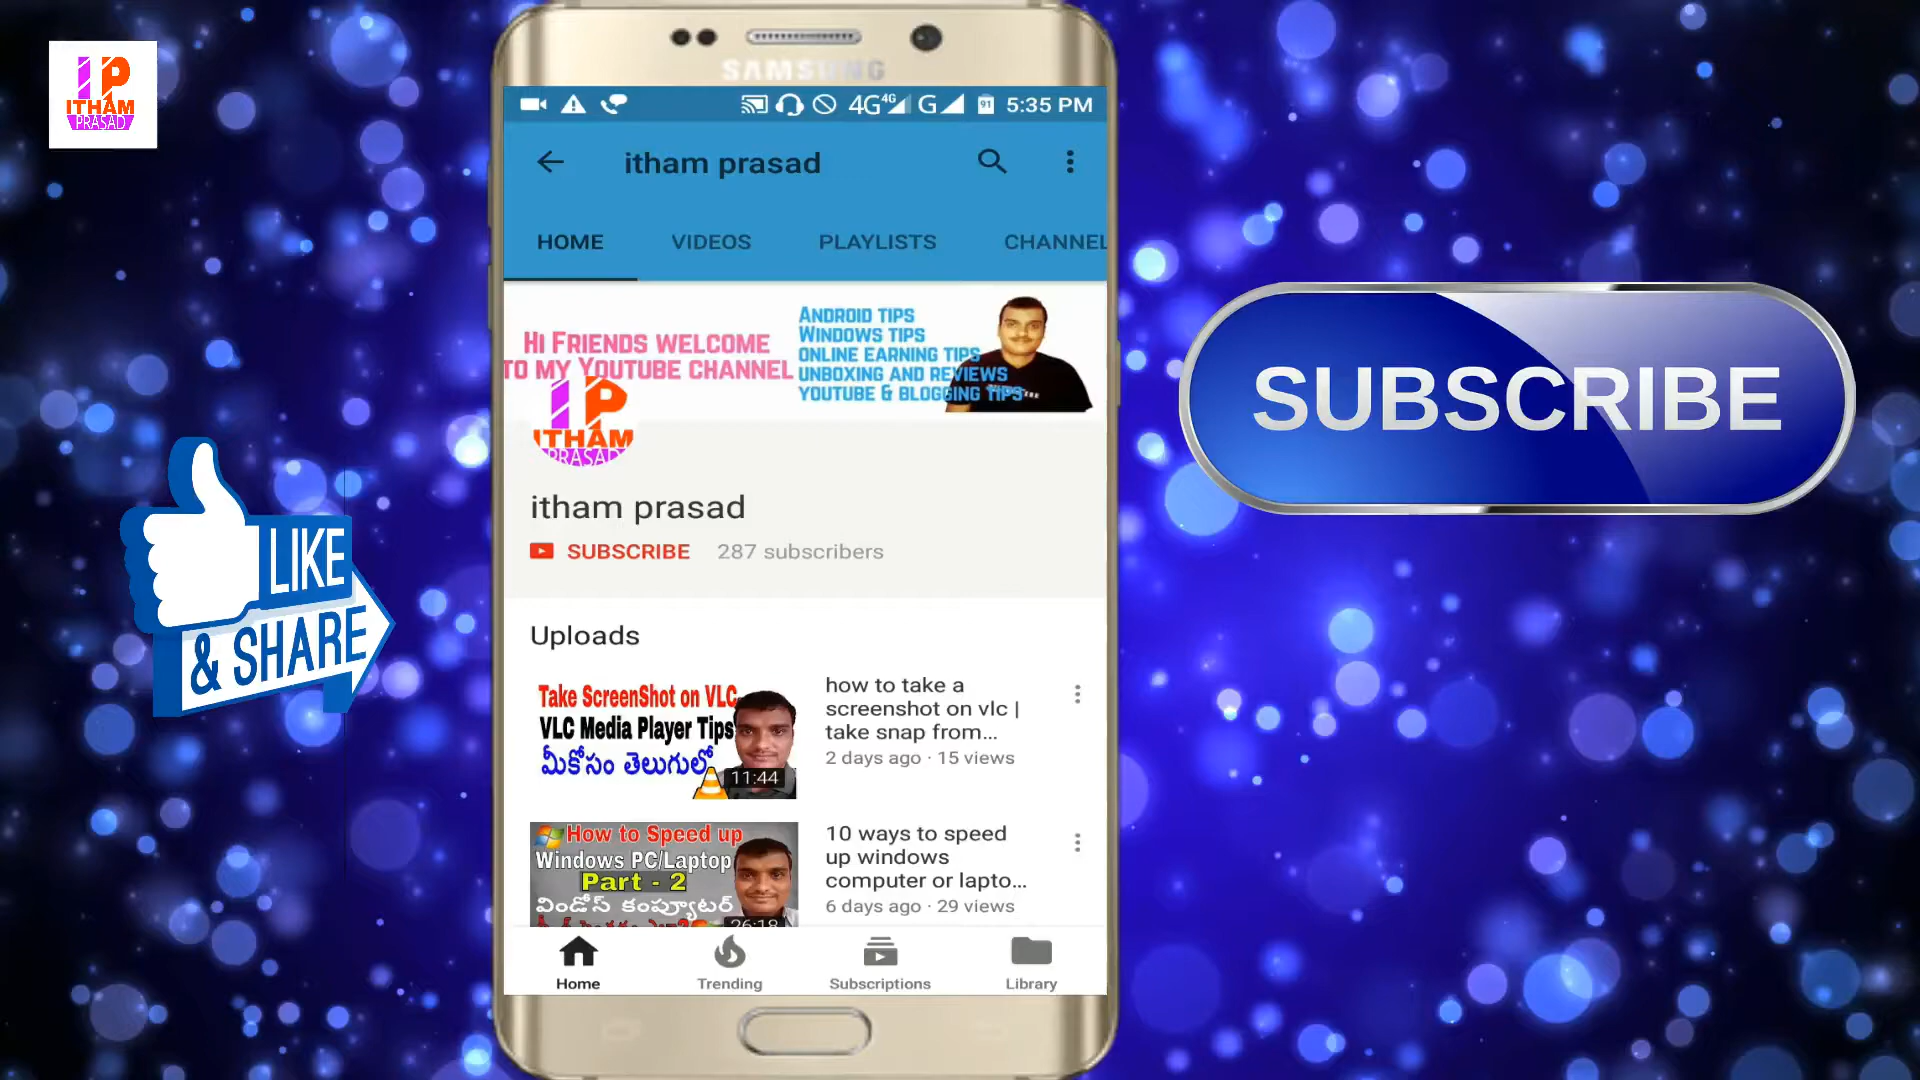 IP
ITHAM
PRASAD
SAMSUNG
4G 4G G 91 5:35 PM
itham prasad
HOME VIDEOS PLAYLISTS CHANNEL
HI FRIENDS WELCOME
TO MY YOUTUBE CHANNEL
ANDROID TIPS
WINDOWS TIPS
ONLINE EARNING TIPS
UNBOXING AND REVIEWS
YOUTUBE & BLOGGING TIPS
IP
ITHAM
PRASAD
itham prasad
SUBSCRIBE 287 subscribers
Uploads
Take ScreenShot on VLC
VLC Media Player Tips
మీకోసం తెలుగులో
11:44
how to take a
screenshot on vlc |
take snap from...
2 days ago · 15 views
How to Speed up
Windows PC/Laptop
Part - 2
విండోస్ కంప్యూటర్
26:18
10 ways to speed
up windows
computer or lapto...
6 days ago · 29 views
Home Trending Subscriptions Library
LIKE
& SHARE
SUBSCRIBE